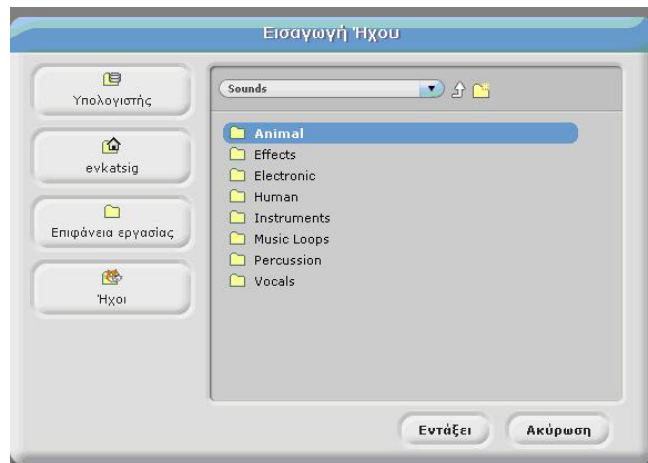 Εισαγωγή Ήχου
Υπολογιστής
evkatsig
Επιφάνεια εργασίας
Ήχοι
Sounds
Animal
Effects
Electronic
Human
Instruments
Music Loops
Percussion
Vocals
Εντάξει
Ακύρωση